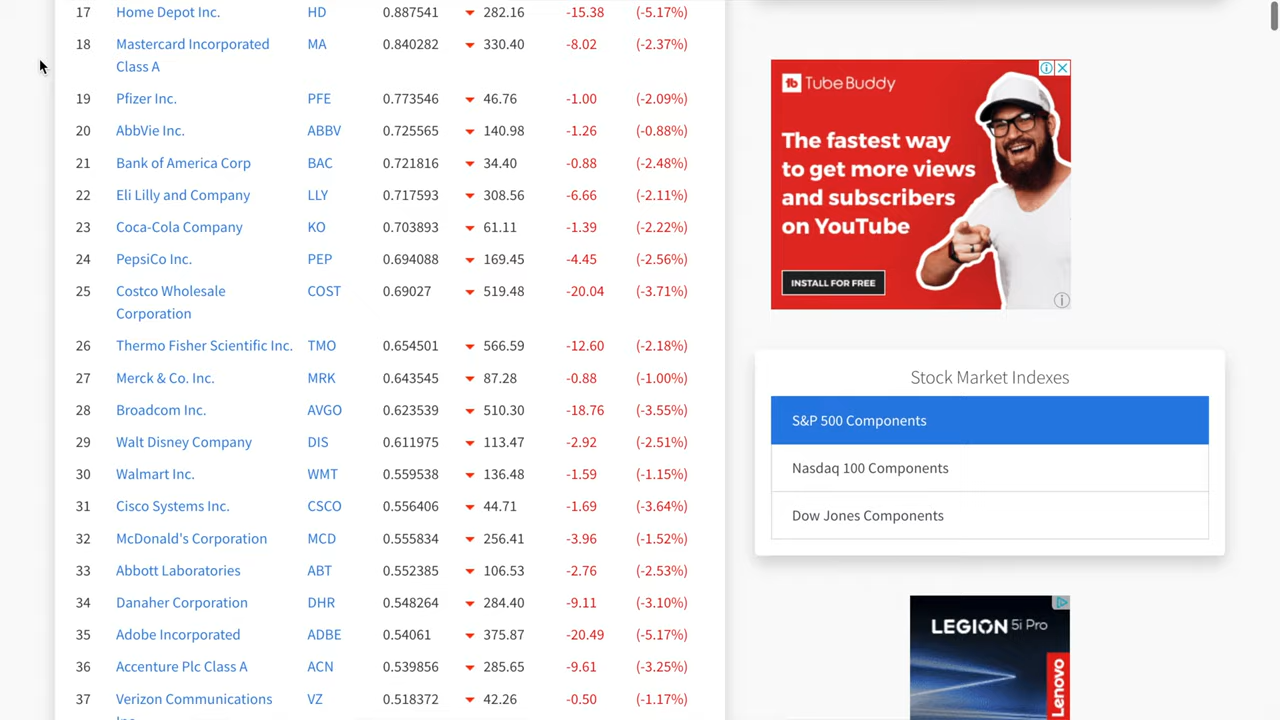 17 Home Depot Inc. HD 0.887541 282.16 -15.38 (-5.17%)
18 Mastercard Incorporated MA 0.840282 330.40 -8.02 (-2.37%)
Class A
19 Pfizer Inc. PFE 0.773546 46.76 -1.00 (-2.09%)
20 AbbVie Inc. ABBV 0.725565 140.98 -1.26 (-0.88%)
21 Bank of America Corp BAC 0.721816 34.40 -0.88 (-2.48%)
22 Eli Lilly and Company LLY 0.717593 308.56 -6.66 (-2.11%)
23 Coca-Cola Company KO 0.703893 61.11 -1.39 (-2.22%)
24 PepsiCo Inc. PEP 0.694088 169.45 -4.45 (-2.56%)
25 Costco Wholesale COST 0.69027 519.48 -20.04 (-3.71%)
Corporation
26 Thermo Fisher Scientific Inc. TMO 0.654501 566.59 -12.60 (-2.18%)
27 Merck & Co. Inc. MRK 0.643545 87.28 -0.88 (-1.00%)
28 Broadcom Inc. AVGO 0.623539 510.30 -18.76 (-3.55%)
29 Walt Disney Company DIS 0.611975 113.47 -2.92 (-2.51%)
30 Walmart Inc. WMT 0.559538 136.48 -1.59 (-1.15%)
31 Cisco Systems Inc. CSCO 0.556406 44.71 -1.69 (-3.64%)
32 McDonald's Corporation MCD 0.555834 256.41 -3.96 (-1.52%)
33 Abbott Laboratories ABT 0.552385 106.53 -2.76 (-2.53%)
34 Danaher Corporation DHR 0.548264 284.40 -9.11 (-3.10%)
35 Adobe Incorporated ADBE 0.54061 375.87 -20.49 (-5.17%)
36 Accenture Plc Class A ACN 0.539856 285.65 -9.61 (-3.25%)
37 Verizon Communications VZ 0.518372 42.26 -0.50 (-1.17%)
TubeBuddy
The fastest way
to get more views
and subscribers
on YouTube
INSTALL FOR FREE
Stock Market Indexes
S&P 500 Components
Nasdaq 100 Components
Dow Jones Components
LEGION 5i Pro
Lenovo